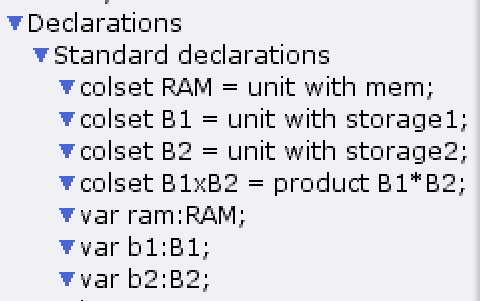 Declarations
Standard declarations
colset RAM = unit with mem;
colset B1 = unit with storage1;
colset B2 = unit with storage2;
colset B1xB2 = product B1*B2;
var ram:RAM;
var b1:B1;
var b2:B2;